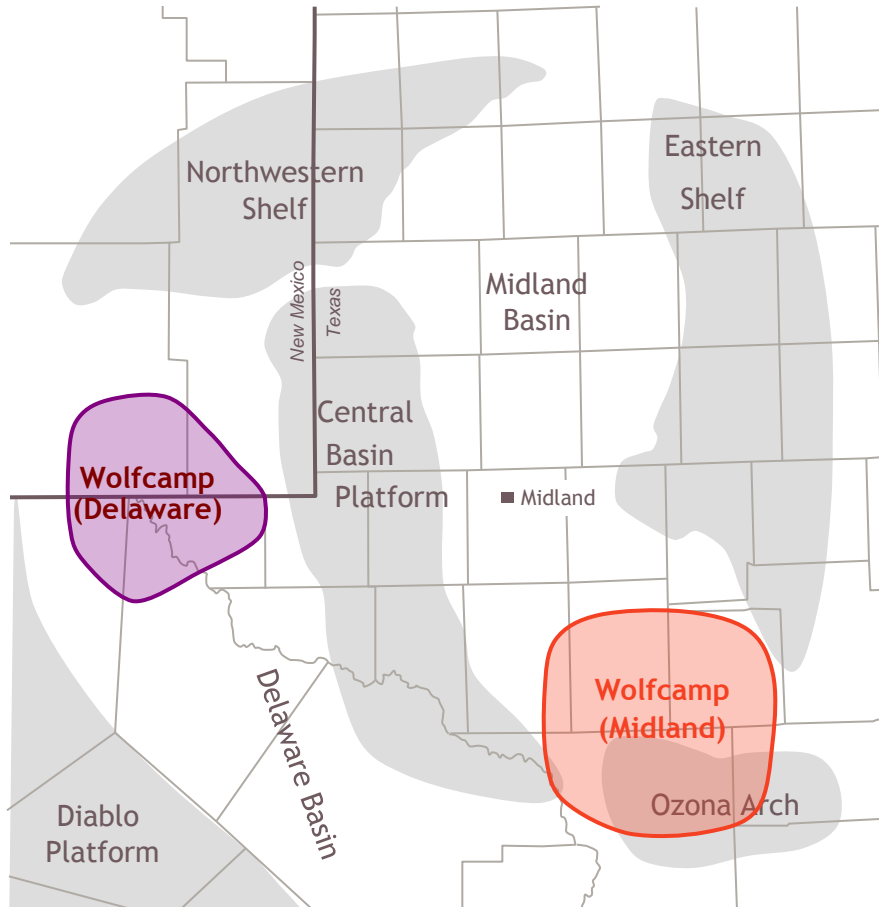 Northwestern
Shelf
Eastern
Shelf
New Mexico
Texas
Midland
Basin
Central
Basin
Platform
Midland
Wolfcamp
(Delaware)
Wolfcamp
(Midland)
Delaware Basin
Ozona Arch
Diablo
Platform